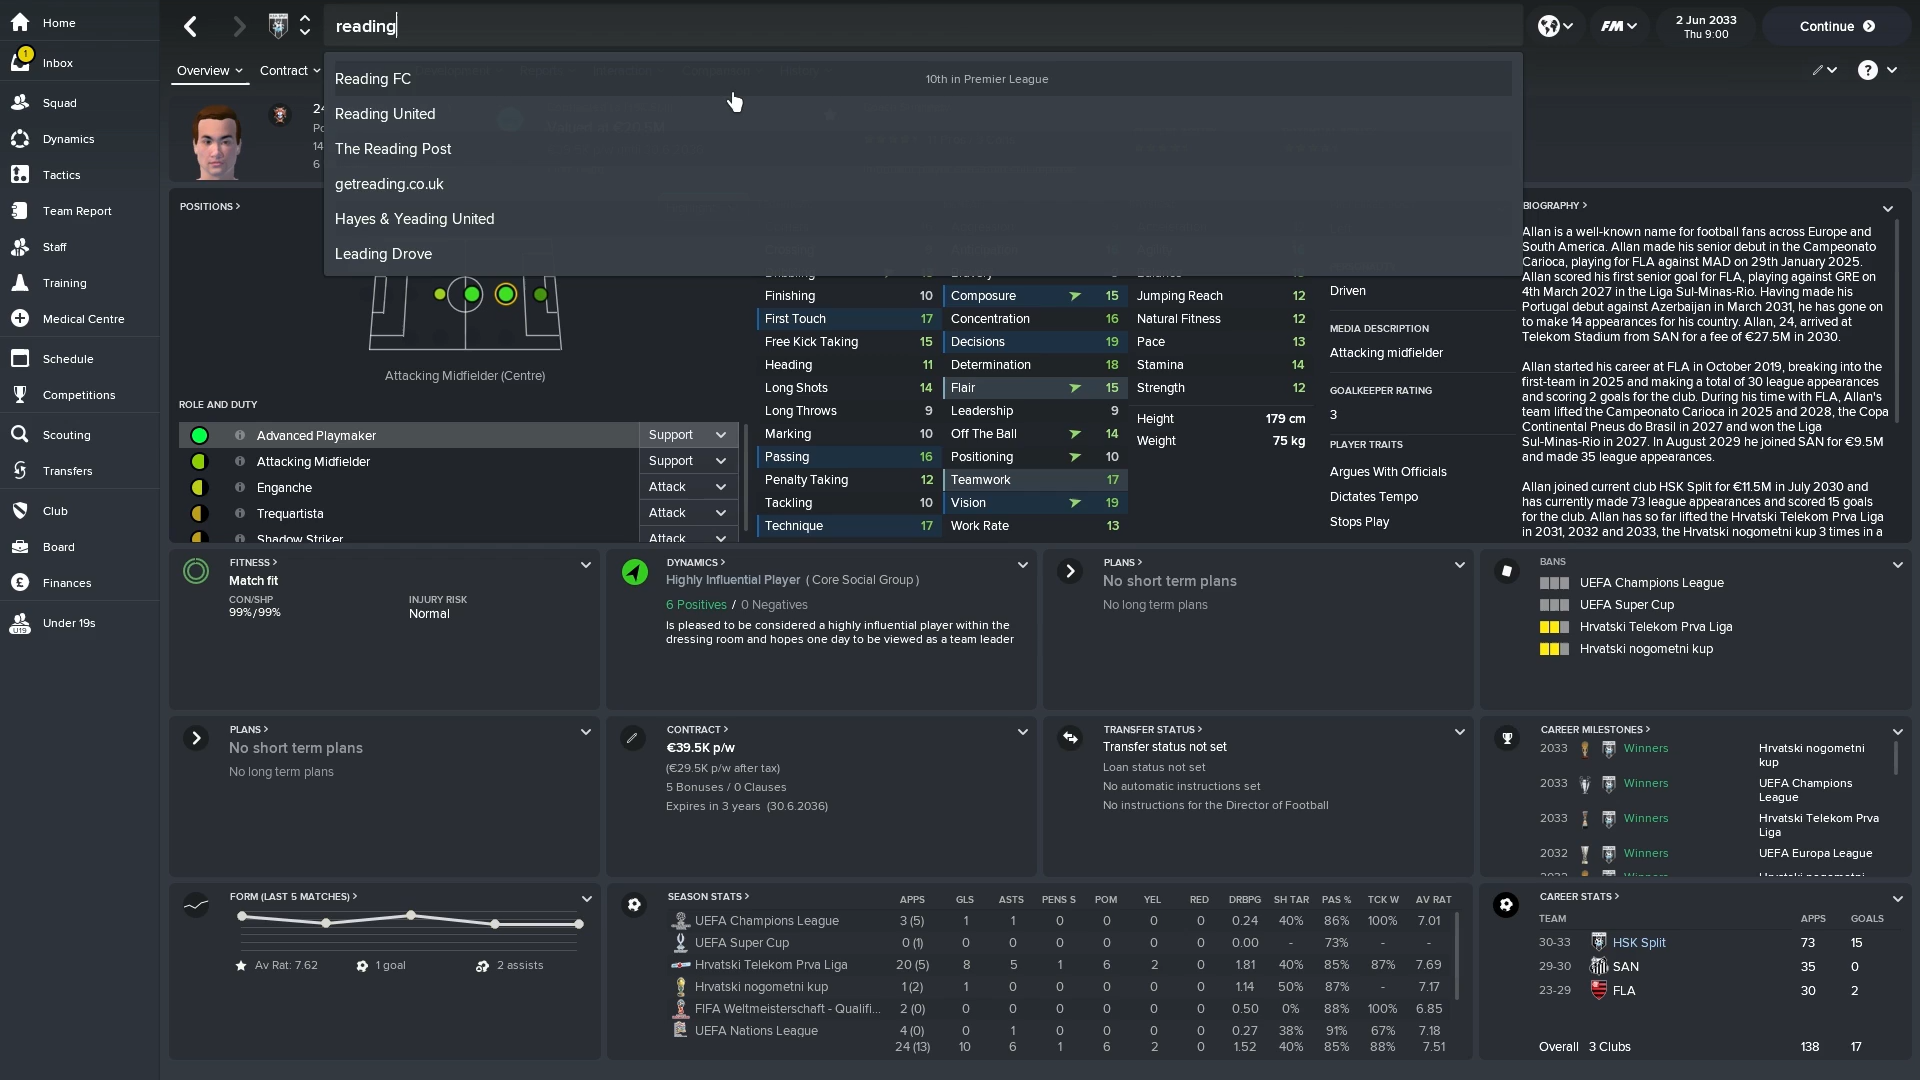 Home
1
Inbox
Squad
Dynamics
Tactics
Team Report
Staff
Training
Medical Centre
Schedule
Competitions
Scouting
Transfers
Club
Board
Finances
U19
Under 19s
reading
FM
2 Jun 2033
Thu 9:00
Continue
Overview
Contract
?
Reading FC
10th in Premier League
Reading United
The Reading Post
getreading.co.uk
Hayes & Yeading United
Leading Drove
POSITIONS >
Attacking Midfielder (Centre)
ROLE AND DUTY
Advanced Playmaker Support
Attacking Midfielder Support
Enganche Attack
Trequartista Attack
Shadow Striker Attack
Finishing 10
First Touch 17
Free Kick Taking 15
Heading 11
Long Shots 14
Long Throws 9
Marking 10
Passing 16
Penalty Taking 12
Tackling 10
Technique 17
Composure 15
Concentration 16
Decisions 19
Determination 18
Flair 15
Leadership 9
Off The Ball 14
Positioning 10
Teamwork 17
Vision 19
Work Rate 13
Jumping Reach 12
Natural Fitness 12
Pace 13
Stamina 14
Strength 12
Height 179 cm
Weight 75 kg
Driven
MEDIA DESCRIPTION
Attacking midfielder
GOALKEEPER RATING
3
PLAYER TRAITS
Argues With Officials
Dictates Tempo
Stops Play
BIOGRAPHY >
Allan is a well-known name for football fans across Europe and
South America. Allan made his senior debut in the Campeonato
Carioca, playing for FLA against MAD on 29th January 2025.
Allan scored his first senior goal for FLA, playing against GRE on
4th March 2027 in the Liga Sul-Minas-Rio. Having made his
Portugal debut against Azerbaijan in March 2031, he has gone on
to make 14 appearances for his country. Allan, 24, arrived at
Telekom Stadium from SAN for a fee of €27.5M in 2030.
Allan started his career at FLA in October 2019, breaking into the
first-team in 2025 and making a total of 30 league appearances
and scoring 2 goals for the club. During his time with FLA, Allan's
team lifted the Campeonato Carioca in 2025 and 2028, the Copa
Continental Pneus do Brasil in 2027 and won the Liga
Sul-Minas-Rio in 2027. In August 2029 he joined SAN for €9.5M
and made 35 league appearances.
Allan joined current club HSK Split for €11.5M in July 2030 and
has currently made 73 league appearances and scored 15 goals
for the club. Allan has so far lifted the Hrvatski Telekom Prva Liga
in 2031, 2032 and 2033, the Hrvatski nogometni kup 3 times in a
FITNESS >
Match fit
CON/SHP INJURY RISK
99%/99% Normal
DYNAMICS >
Highly Influential Player ( Core Social Group )
6 Positives / 0 Negatives
Is pleased to be considered a highly influential player within the
dressing room and hopes one day to be viewed as a team leader
PLANS >
No short term plans
No long term plans
BANS
UEFA Champions League
UEFA Super Cup
Hrvatski Telekom Prva Liga
Hrvatski nogometni kup
PLANS >
No short term plans
No long term plans
CONTRACT >
€39.5K p/w
(€29.5K p/w after tax)
5 Bonuses / 0 Clauses
Expires in 3 years (30.6.2036)
TRANSFER STATUS >
Transfer status not set
Loan status not set
No automatic instructions set
No instructions for the Director of Football
CAREER MILESTONES >
2033 Winners Hrvatski nogometni
kup
2033 Winners UEFA Champions
League
2033 Winners Hrvatski Telekom Prva
Liga
2032 Winners UEFA Europa League
FORM (LAST 5 MATCHES) >
Av Rat: 7.62 1 goal 2 assists
SEASON STATS > APPS GLS ASTS PENS S POM YEL RED DRBPG SH TAR PAS % TCK W AV RAT
UEFA Champions League 3 (5) 1 1 0 0 0 0 0.24 40% 86% 100% 7.01
UEFA Super Cup 0 (1) 0 0 0 0 0 0 0.00 - 73% - -
Hrvatski Telekom Prva Liga 20 (5) 8 5 1 6 2 0 1.81 40% 85% 87% 7.69
Hrvatski nogometni kup 1 (2) 1 0 0 0 0 0 1.14 50% 87% - 7.17
FIFA Weltmeisterschaft - Qualifi... 2 (0) 0 0 0 0 0 0 0.50 0% 88% 100% 6.85
UEFA Nations League 4 (0) 0 1 0 0 0 0 0.27 38% 91% 67% 7.18
24 (13) 10 6 1 6 2 0 1.52 40% 85% 88% 7.51
CAREER STATS >
TEAM APPS GOALS
30-33 HSK Split 73 15
29-30 SAN 35 0
23-29 FLA 30 2
Overall 3 Clubs 138 17